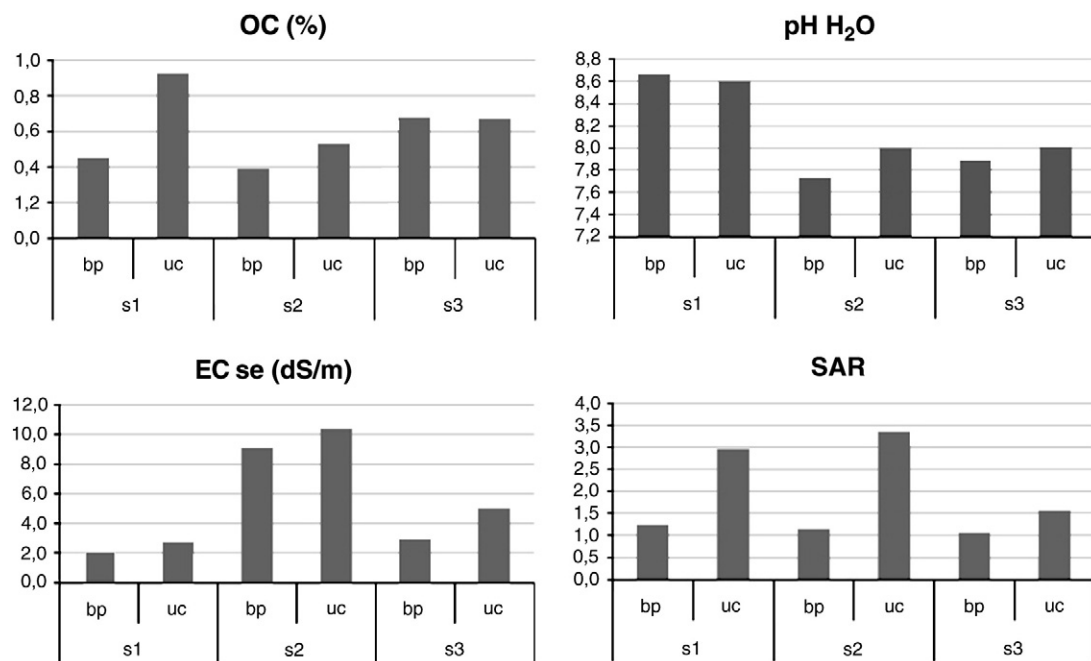 OC (%)
1,0
0,8
0,6
0,4
1,2
0,0
bp uc bp uc bp uc
s1 s2 s3
pH H₂O
8,8
8,6
8,4
8,2
8,0
7,8
7,6
7,4
7,2
bp uc bp uc bp uc
s1 s2 s3
EC se (dS/m)
12,0
10,0
8,0
6,0
4,0
2,0
0,0
bp uc bp uc bp uc
s1 s2 s3
SAR
4,0
3,5
3,0
2,5
2,0
1,5
1,0
0,5
0,0
bp uc bp uc bp uc
s1 s2 s3